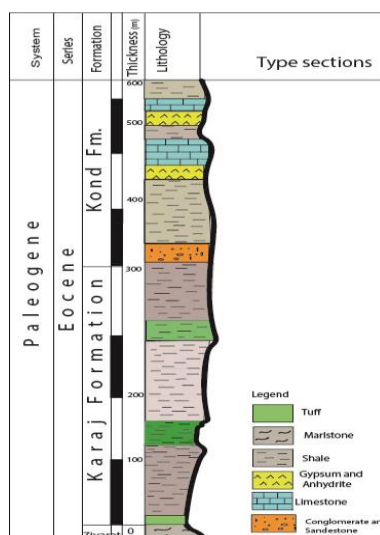 System
Series
Formation
Thickness (m)
Lithology
Type sections
Paleogene
Eocene
Kond Fm.
Karaj Formation
600
500
400
300
200
100
0
Legend
Tuff
Marlstone
Shale
Gypsum and
Anhydrite
Limestone
Conglomerate an
Sandestone